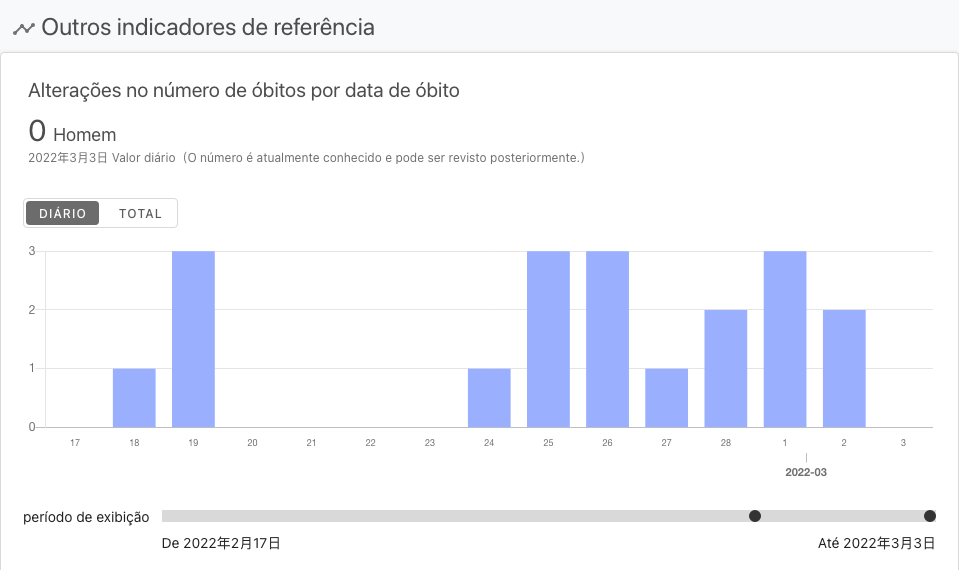 Outros indicadores de referência
Alterações no número de óbitos por data de óbito
0 Homem
2022年3月3日 Valor diário（O número é atualmente conhecido e pode ser revisto posteriormente.）
DIÁRIO TOTAL
3
2
1
0
17 18 19 20 21 22 23 24 25 26 27 28 1 2 3
2022-03
período de exibição
De 2022年2月17日 Até 2022年3月3日